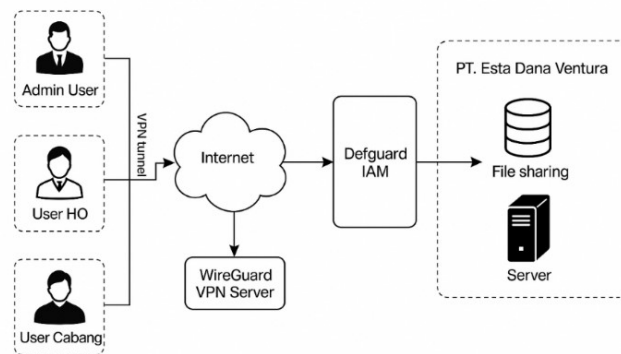 Admin User
User HO
User Cabang
VPN tunnel
Internet
WireGuard
VPN Server
Defguard
IAM
PT. Esta Dana Ventura
File sharing
Server